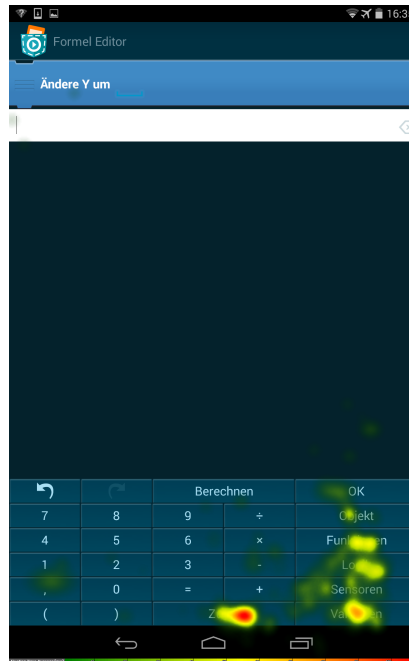 16:3
Formel Editor
Ändere Y um
Berechnen OK
7 8 9 ÷ Objekt
4 5 6 ×
1 2 3 -
, 0 = + Sensoren
( )